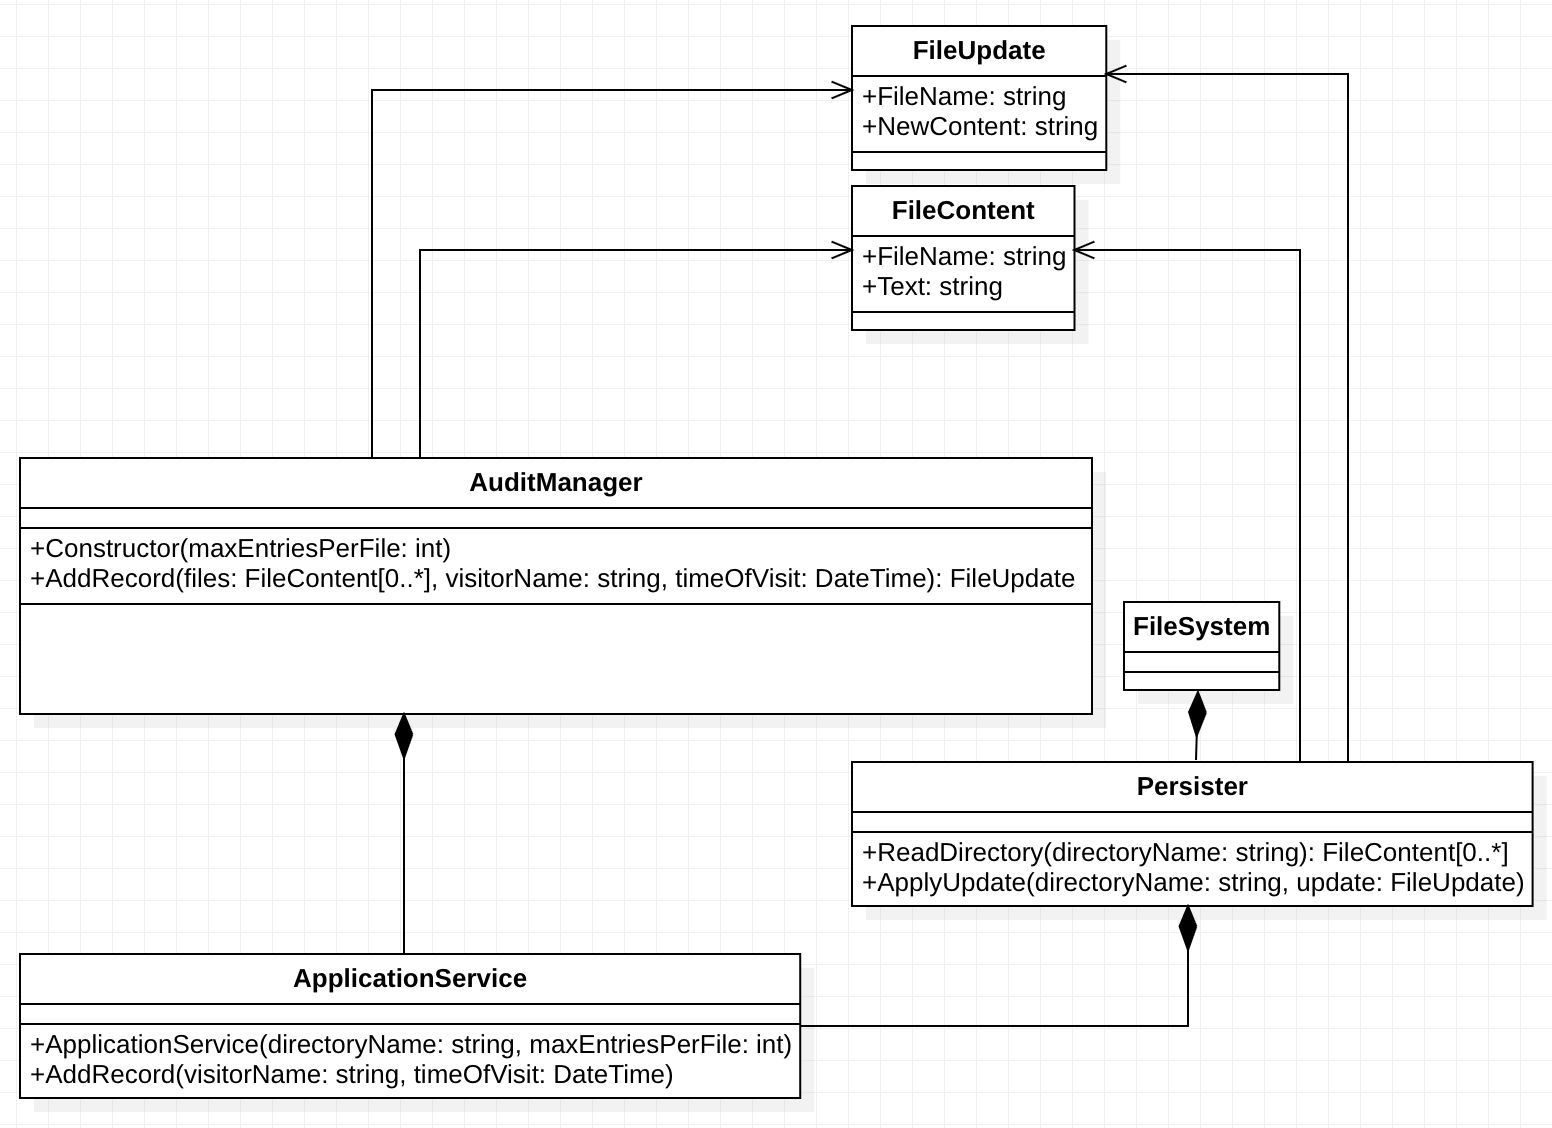 FileUpdate
+FileName: string
+NewContent: string
FileContent
+FileName: string
+Text: string
AuditManager
+Constructor(maxEntriesPerFile: int)
+AddRecord(files: FileContent[0..*], visitorName: string, timeOfVisit: DateTime): FileUpdate
FileSystem
Persister
+ReadDirectory(directoryName: string): FileContent[0..*]
+ApplyUpdate(directoryName: string, update: FileUpdate)
ApplicationService
+ApplicationService(directoryName: string, maxEntriesPerFile: int)
+AddRecord(visitorName: string, timeOfVisit: DateTime)